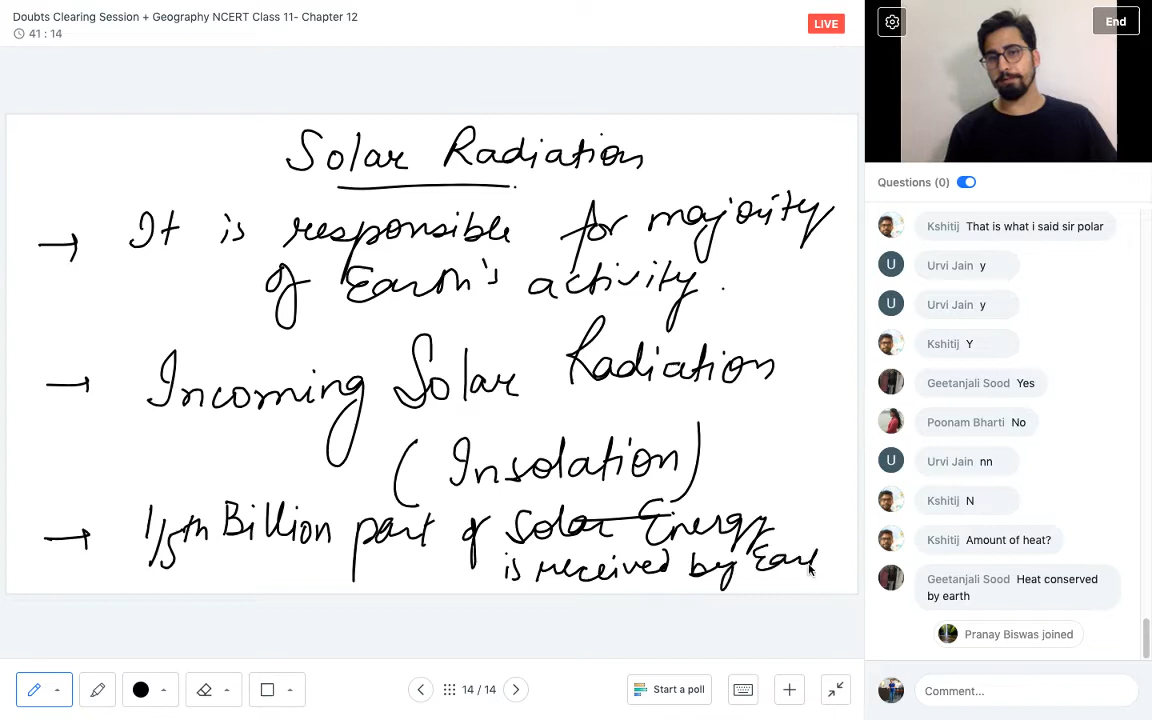 Doubts Clearing Session + Geography NCERT Class 11- Chapter 12
41 : 14
LIVE
End
Solar Radiation
→ It is responsible for majority
of Earth's activity.
→ Incoming Solar Radiation
(Insolation)
→ 1/5th Billion part of Solar Energy
is received by Eart
14 / 14
Start a poll
Questions (0)
Kshitij That is what i said sir polar
U Urvi Jain y
U Urvi Jain y
Kshitij Y
Geetanjali Sood Yes
Poonam Bharti No
U Urvi Jain nn
Kshitij N
Kshitij Amount of heat?
Geetanjali Sood Heat conserved
by earth
Pranay Biswas joined
Comment...